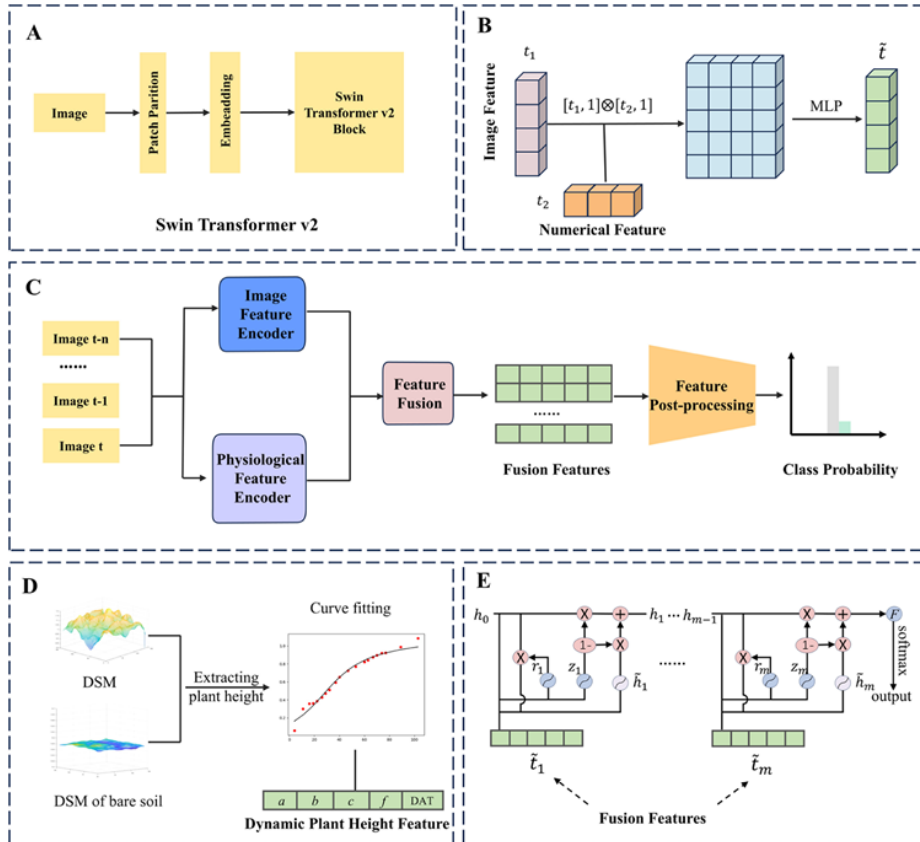 A
Image
Patch Parition
Embeadding
Swin
Transformer v2
Block
Swin Transformer v2
B
Image Feature
t₁
[t₁, 1]⊗[t₂, 1]
t₂
Numerical Feature
MLP
t̃
C
Image t-n
......
Image t-1
Image t
Image
Feature
Encoder
Physiological
Feature
Encoder
Feature
Fusion
......
Fusion Features
Feature
Post-processing
Class Probability
D
DSM
DSM of bare soil
Extracting
plant height
Curve fitting
a b c f DAT
Dynamic Plant Height Feature
E
h₀
X
r₁
X
z₁
1-
+
X
h̃₁
h₁ ⋯ hₘ₋₁
......
X
rₘ
X
zₘ
1-
+
X
h̃ₘ
F
softmax
output
t̃₁
t̃ₘ
Fusion Features